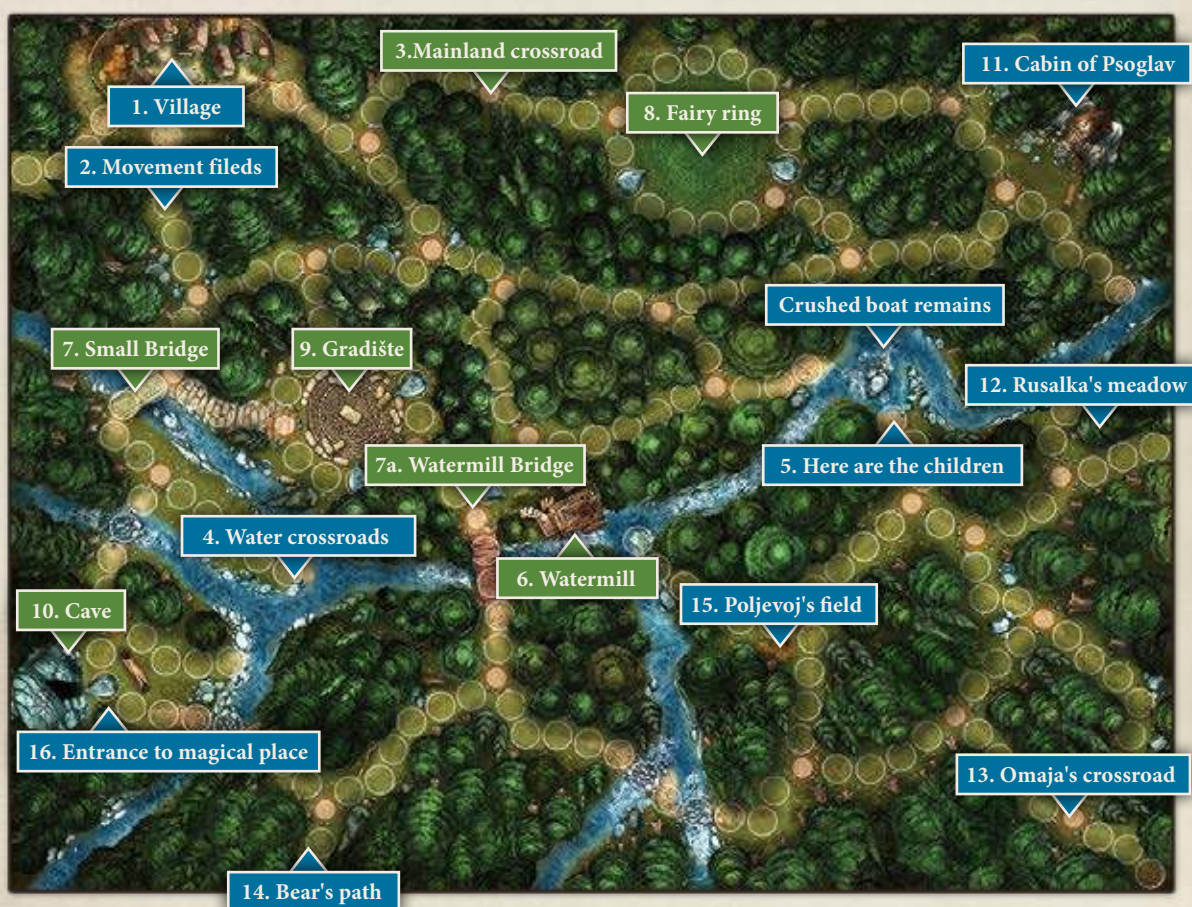 3.Mainland crossroad
11. Cabin of Psoglav
1. Village
8. Fairy ring
2. Movement fileds
Crushed boat remains
7. Small Bridge
9. Gradište
12. Rusalka's meadow
7a. Watermill Bridge
5. Here are the children
4. Water crossroads
6. Watermill
10. Cave
15. Poljevoj's field
16. Entrance to magical place
13. Omaja's crossroad
14. Bear's path